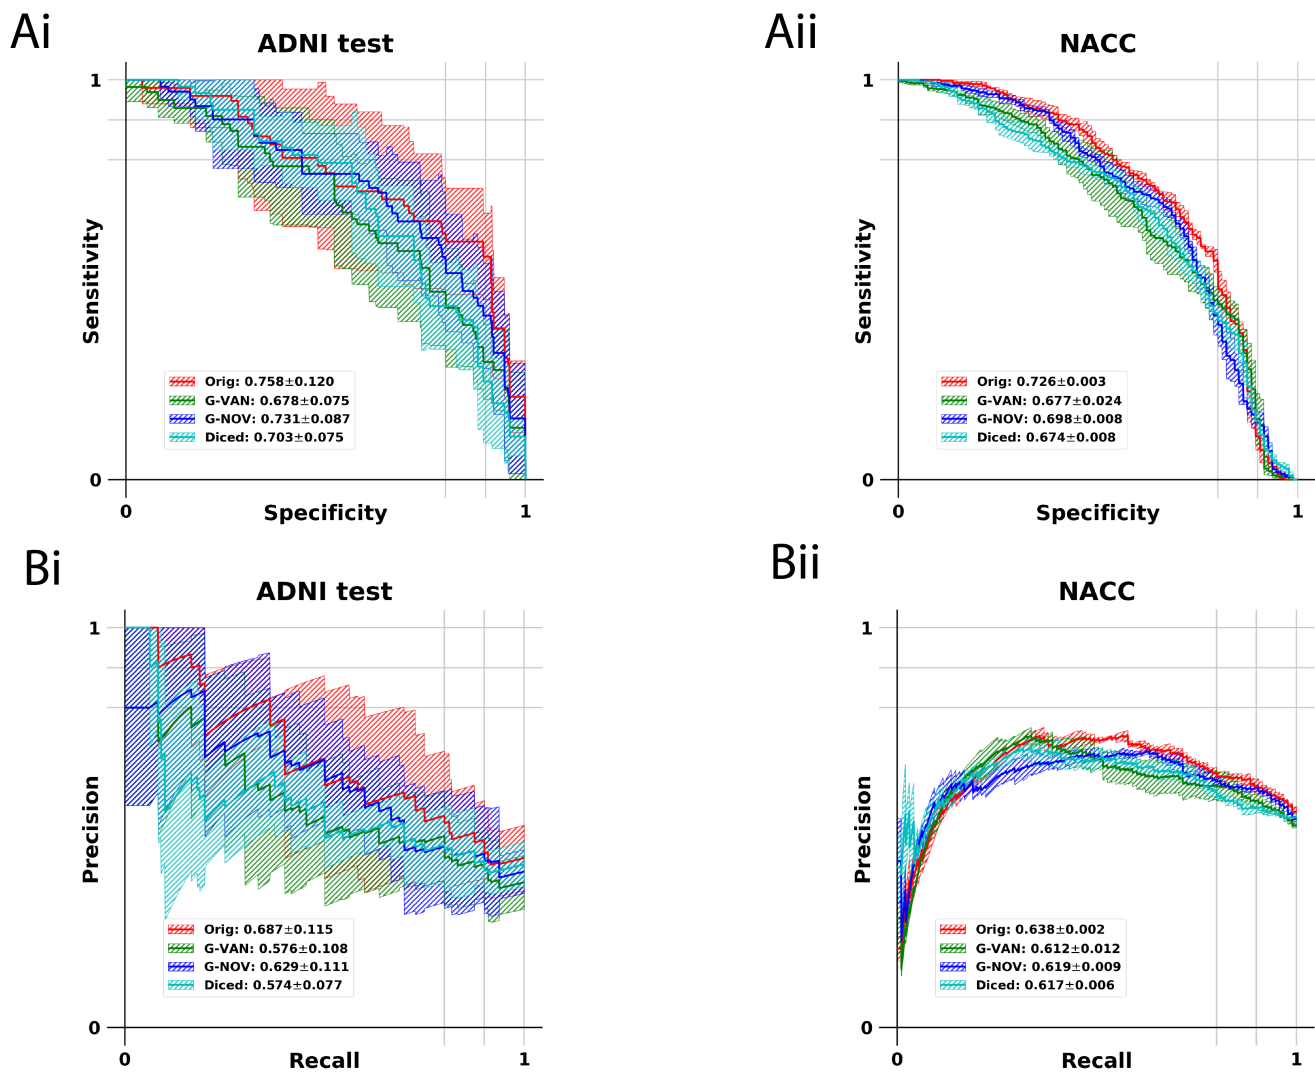 Ai
ADNI test
1
Sensitivity
Orig: 0.758±0.120
G-VAN: 0.678±0.075
G-NOV: 0.731±0.087
Diced: 0.703±0.075
0
0
Specificity
1
Aii
NACC
1
Sensitivity
Orig: 0.726±0.003
G-VAN: 0.677±0.024
G-NOV: 0.698±0.008
Diced: 0.674±0.008
0
0
Specificity
1
Bi
ADNI test
1
Precision
Orig: 0.687±0.115
G-VAN: 0.576±0.108
G-NOV: 0.629±0.111
Diced: 0.574±0.077
0
0
Recall
1
Bii
NACC
1
Precision
Orig: 0.638±0.002
G-VAN: 0.612±0.012
G-NOV: 0.619±0.009
Diced: 0.617±0.006
0
0
Recall
1